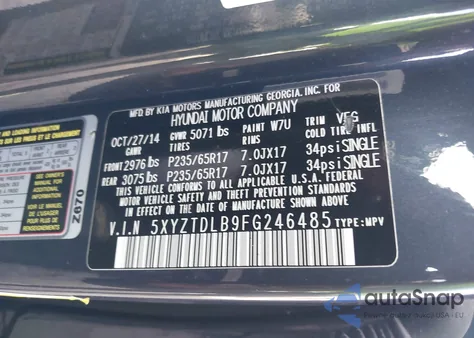 MFD BY KIA MOTORS MANUFACTURING GEORGIA, INC. FOR
HYUNDAI MOTOR COMPANY
OCT/27/14 GVWR 5071 lbs PAINT W7U TRIM VFG
GAWR TIRES RIMS COLD TIRE INFL
FRONT 2976 lbs P235/65R17 7.0JX17 34psi SINGLE
REAR 3075 lbs P235/65R17 7.0JX17 34psi SINGLE
THIS VEHICLE CONFORMS TO ALL APPLICABLE U.S.A. FEDERAL
MOTOR VEHICLE SAFETY, BUMPER, AND THEFT PREVENTION
STANDARDS IN EFFECT ON THE DATE OF MANUFACTURE SHOWN ABOVE
V.I.N 5XYZTDLB9FG246485 TYPE:MPV
Z670
autoSnap